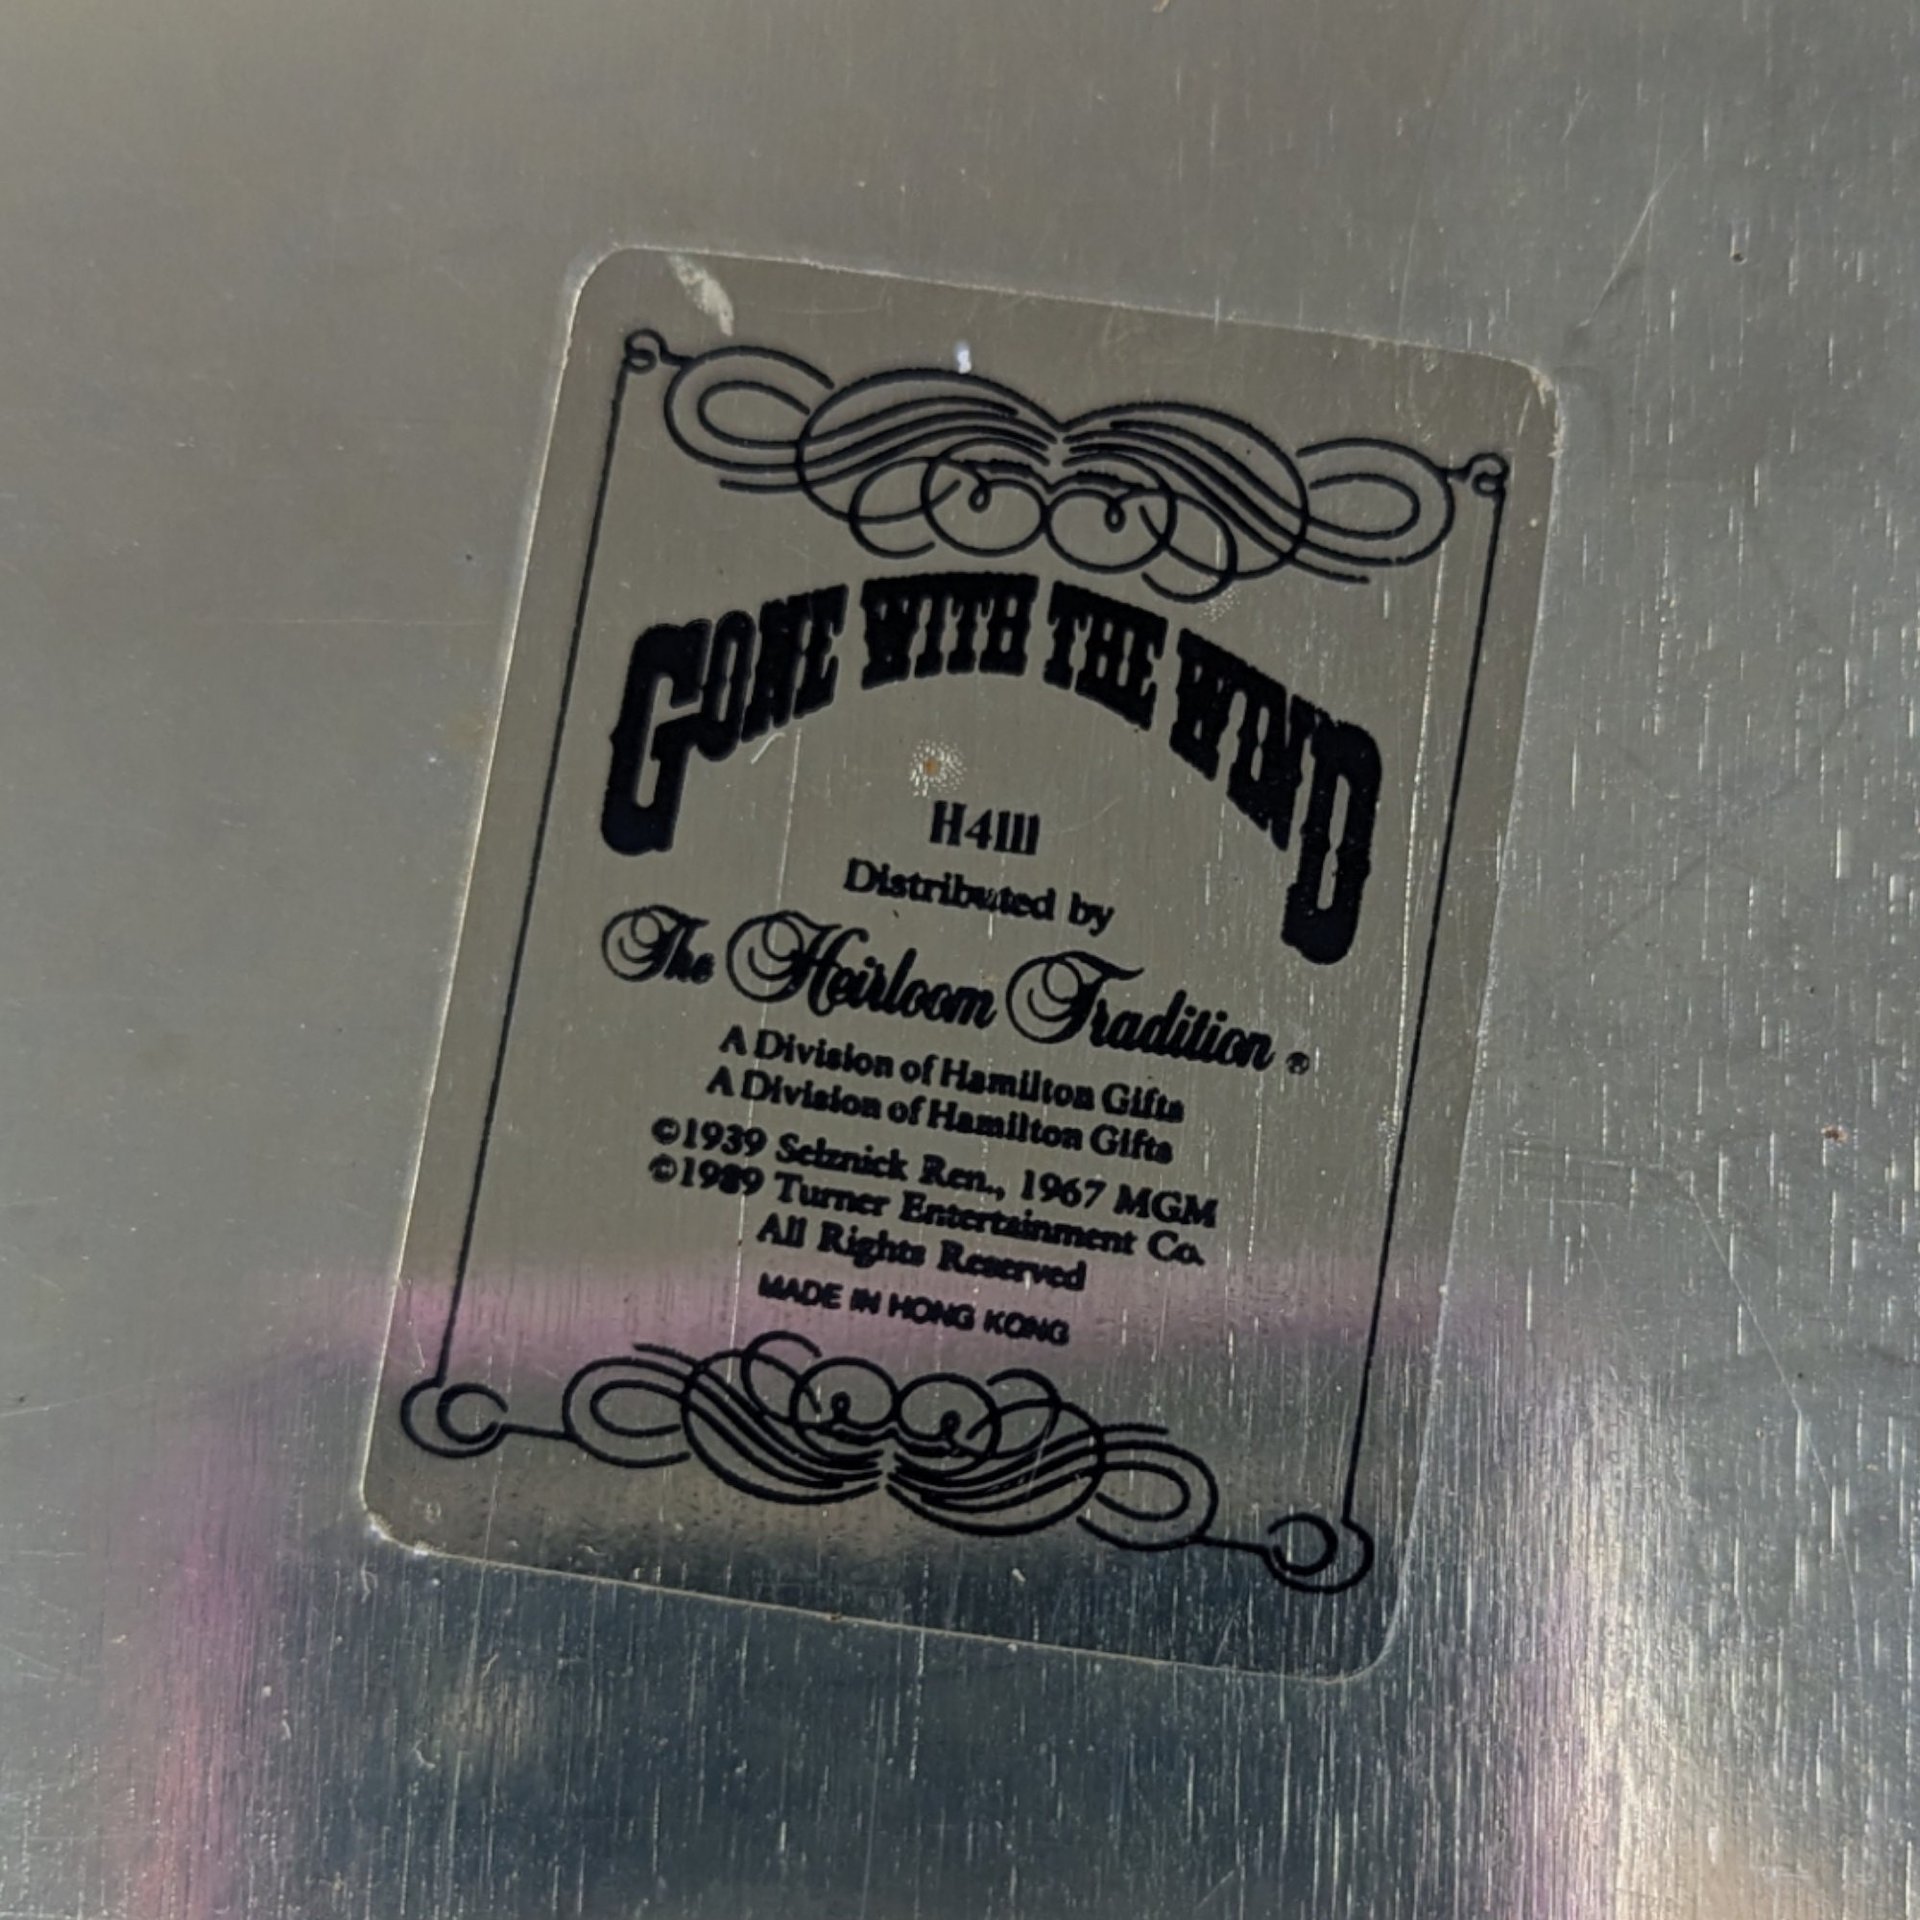 GONE WITH THE WIND
H4111
Distributed by
The Heirloom Tradition ®
A Division of Hamilton Gifts
A Division of Hamilton Gifts
©1939 Selznick Ren., 1967 MGM
©1989 Turner Entertainment Co.
All Rights Reserved
MADE IN HONG KONG